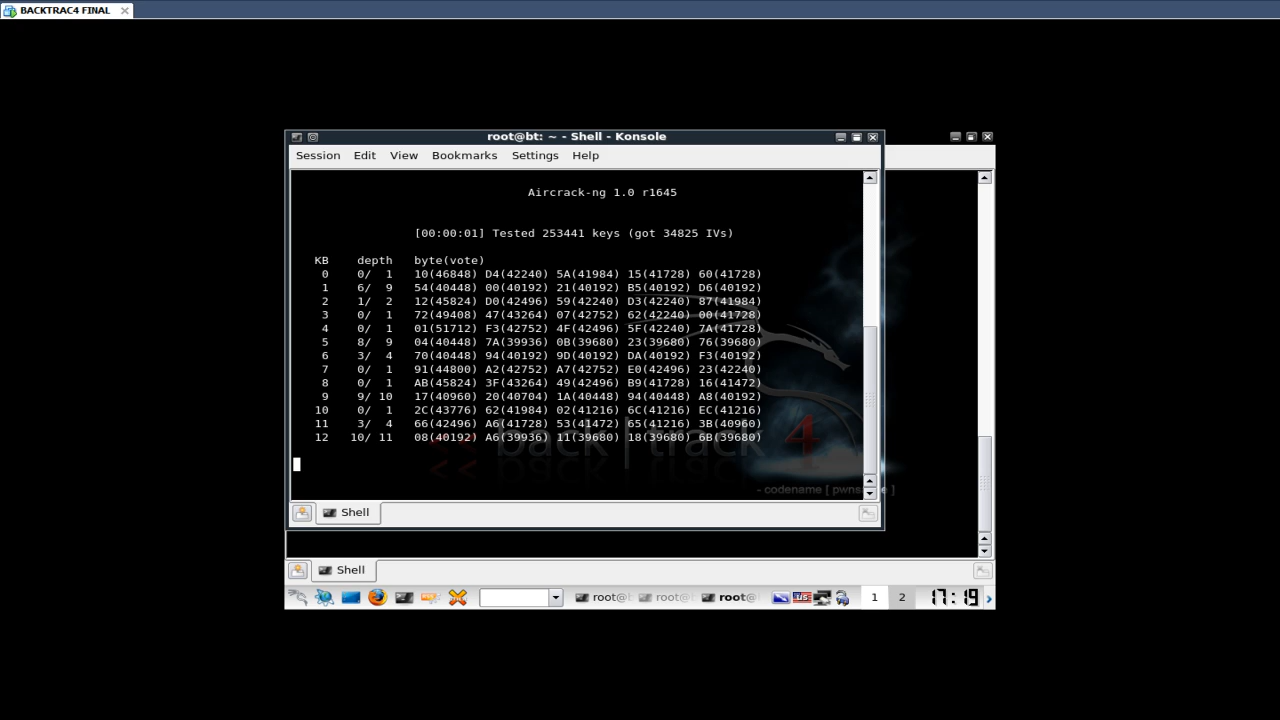 BACKTRAC4 FINAL
root@bt: ~ - Shell - Konsole
Session Edit View Bookmarks Settings Help
Aircrack-ng 1.0 r1645
[00:00:01] Tested 253441 keys (got 34825 IVs)
KB depth byte(vote)
0 0/ 1 10(46848) D4(42240) 5A(41984) 15(41728) 60(41728)
1 6/ 9 54(40448) 00(40192) 21(40192) B5(40192) D6(40192)
2 1/ 2 12(45824) D0(42496) 59(42240) D3(42240) 87(41984)
3 0/ 1 72(49408) 47(43264) 07(42752) 62(42240) 00(41728)
4 0/ 1 01(51712) F3(42752) 4F(42496) 5F(42240) 7A(41728)
5 8/ 9 04(40448) 7A(39936) 0B(39680) 23(39680) 76(39680)
6 3/ 4 70(40448) 94(40192) 9D(40192) DA(40192) F3(40192)
7 0/ 1 91(44800) A2(42752) A7(42752) E0(42496) 23(42240)
8 0/ 1 AB(45824) 3F(43264) 49(42496) B9(41728) 16(41472)
9 9/ 10 17(40960) 20(40704) 1A(40448) 94(40448) A8(40192)
10 0/ 1 2C(43776) 62(41984) 02(41216) 6C(41216) EC(41216)
11 3/ 4 66(42496) A6(41728) 53(41472) 65(41216) 3B(40960)
12 10/ 11 08(40192) A6(39936) 11(39680) 18(39680) 6B(39680)
<< back | track 4
- codename [ pwns e ]
Shell
Shell
root@ root@ root@ us 1 2 17:19